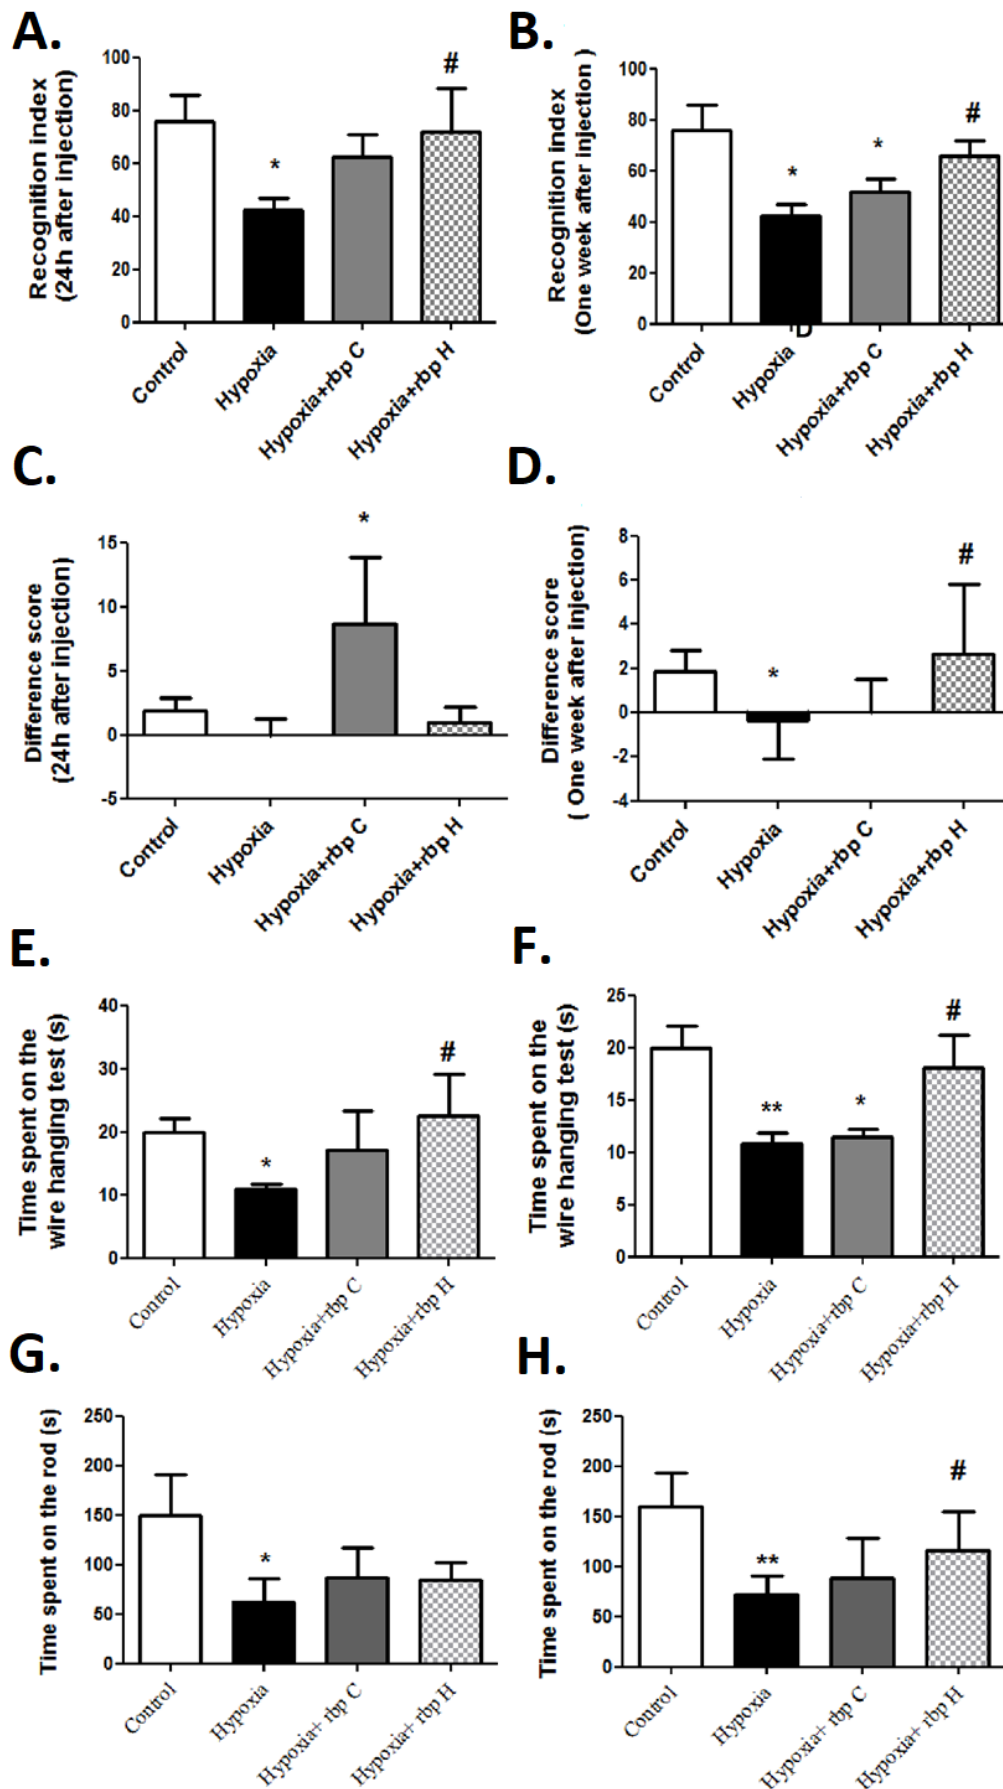 A.
Recognition index
(24h after injection)
100
80
60
40
20
0
*
#
Control
Hypoxia
Hypoxia+rbp C
Hypoxia+rbp H
B.
Recognition index
(One week after injection )
100
80
60
40
20
0
*
*
#
Control
Hypoxia
Hypoxia+rbp C
Hypoxia+rbp H
C.
Difference score
(24h after injection)
15
10
5
0
-5
*
Control
Hypoxia
Hypoxia+rbp C
Hypoxia+rbp H
D.
Difference score
( One week after injection)
8
6
4
2
0
-2
-4
*
#
Control
Hypoxia
Hypoxia+rbp C
Hypoxia+rbp H
E.
Time spent on the
wire hanging test (s)
40
30
20
10
0
*
#
Control
Hypoxia
Hypoxia+rbp C
Hypoxia+rbp H
F.
Time spent on the
wire hanging test (s)
25
20
15
10
5
0
**
*
#
Control
Hypoxia
Hypoxia+rbp C
Hypoxia+rbp H
G.
Time spent on the rod (s)
250
200
150
100
50
0
*
Control
Hypoxia
Hypoxia+ rbp C
Hypoxia+ rbp H
H.
Time spent on the rod (s)
250
200
150
100
50
0
**
#
Control
Hypoxia
Hypoxia+ rbp C
Hypoxia+ rbp H